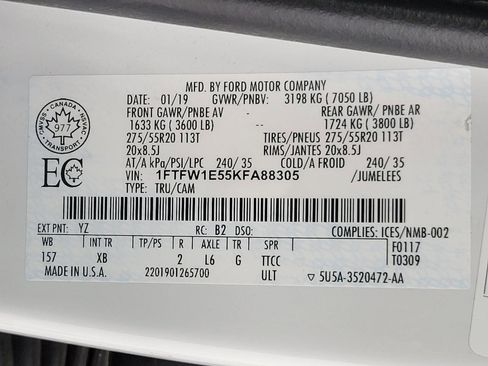 MFD. BY FORD MOTOR COMPANY
DATE: 01/19 GVWR/PNBV: 3198 KG ( 7050 LB)
FRONT GAWR/PNBE AV REAR GAWR/ PNBE AR
1633 KG ( 3600 LB) 1724 KG ( 3800 LB)
275/55R20 113T TIRES/PNEUS 275/55R20 113T
20x8.5J RIMS/JANTES 20x8.5J
AT/A kPa/PSI/LPC 240/ 35 COLD/A FROID 240/ 35
VIN: 1FTFW1E55KFA88305 /JUMELEES
TYPE: TRU/CAM
CANADA
977
TRANSPORT
EC
EXT PNT: YZ RC: B2 DSO: COMPLIES: ICES/NMB-002
WB INT TR TP/PS R AXLE TR SPR F0117
157 XB 2 L6 G TTCC T0309
MADE IN U.S.A. 2201901265700 ULT ▽ 5U5A-3520472-AA